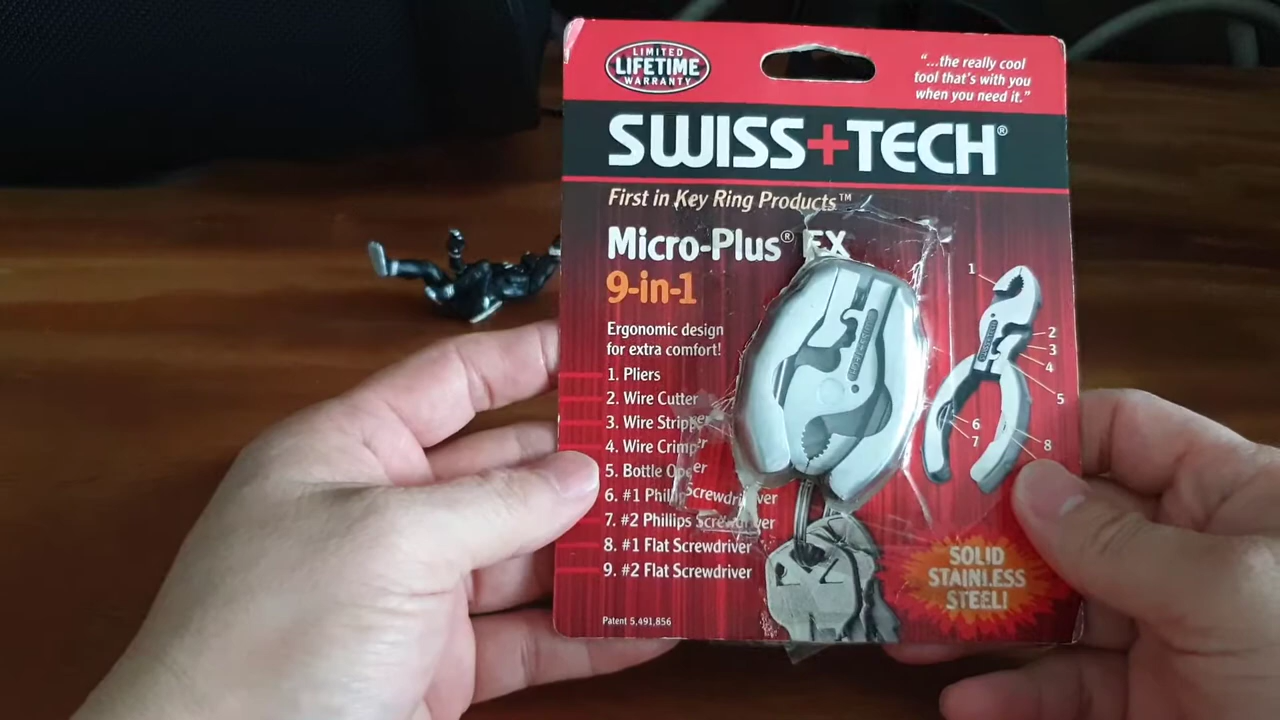 LIMITED
LIFETIME
WARRANTY
"...the really cool
tool that's with you
when you need it."
SWISS+TECH®
First in Key Ring Products™
Micro-Plus® EX
9-in-1
Ergonomic design
for extra comfort!
1. Pliers
2. Wire Cutter
3. Wire Stripper
4. Wire Crimper
5. Bottle Opener
6. #1 Phillips Screwdriver
7. #2 Phillips Screwdriver
8. #1 Flat Screwdriver
9. #2 Flat Screwdriver
1
2
3
4
5
6
7
8
SOLID
STAINLESS
STEEL!
Patent 5,491,856